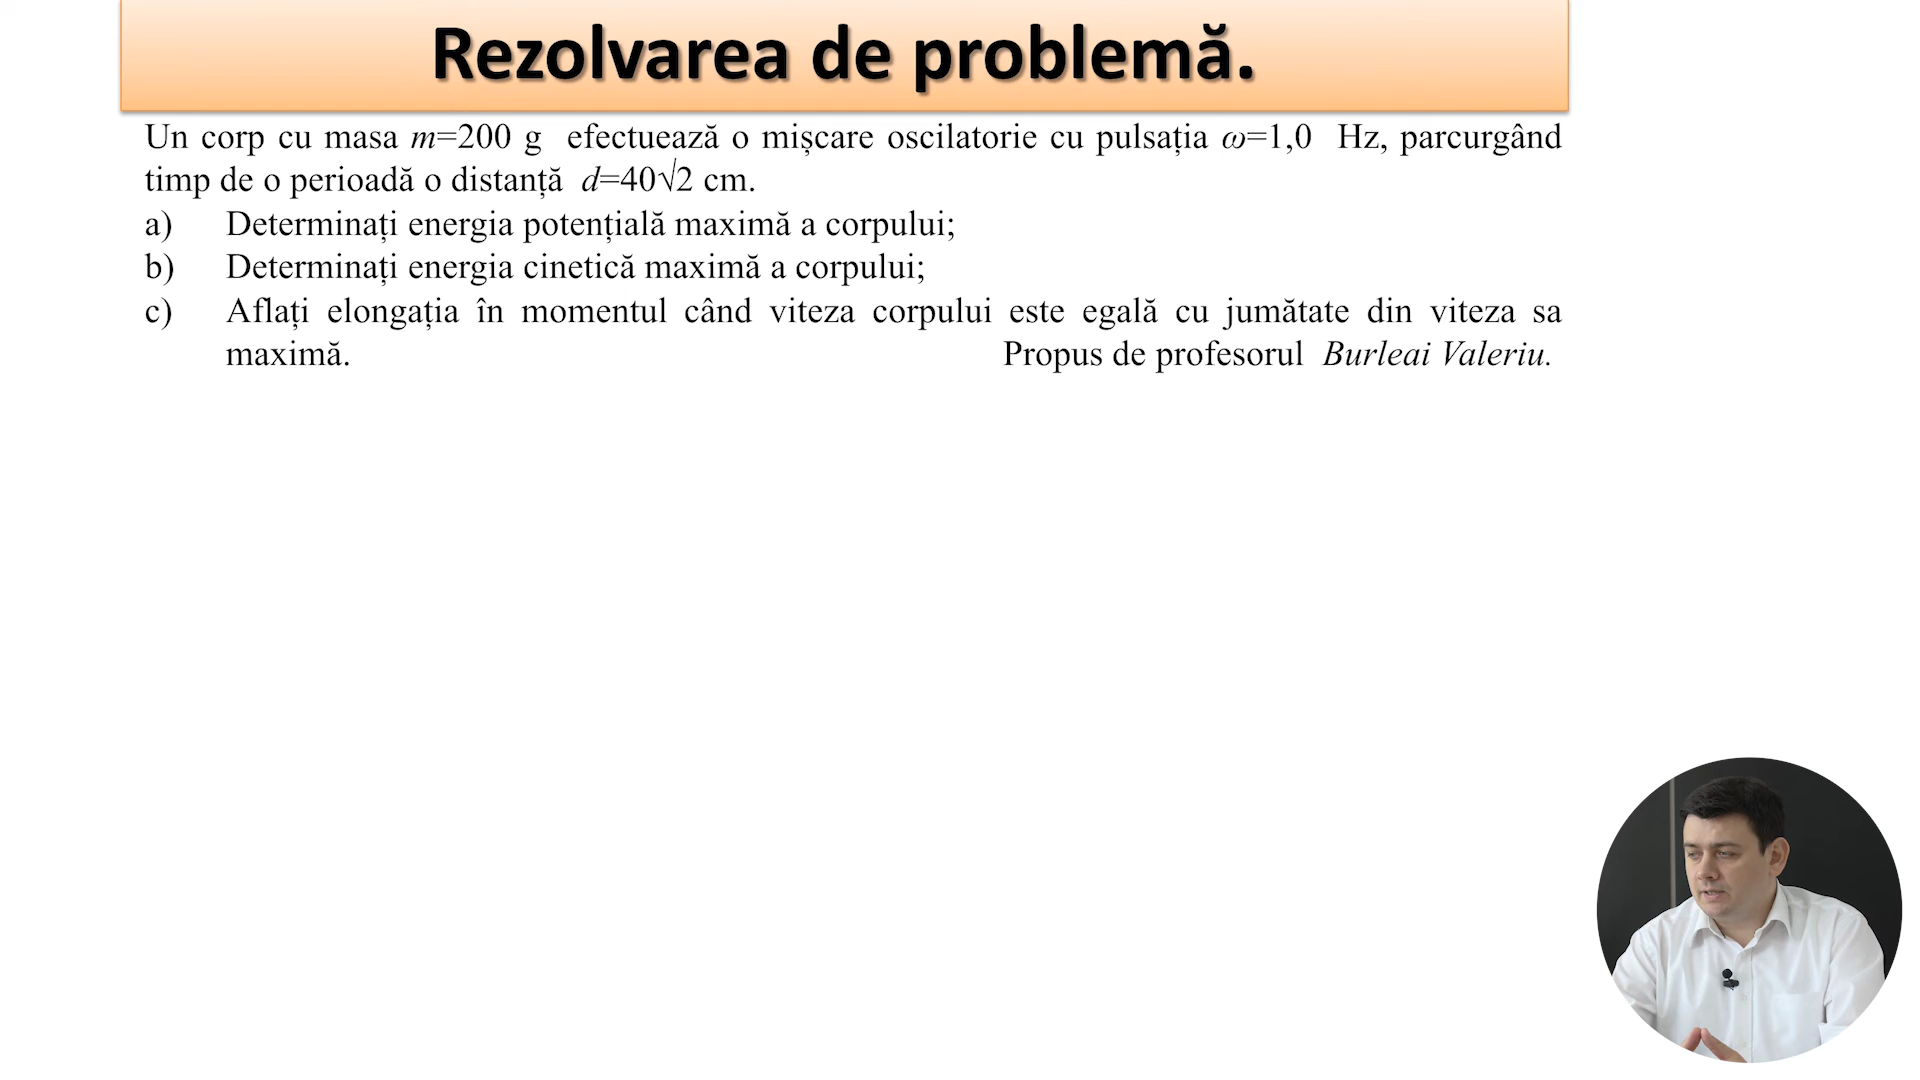 Rezolvarea de problemă.
Un corp cu masa m=200 g efectuează o mișcare oscilatorie cu pulsația ω=1,0 Hz, parcurgând
timp de o perioadă o distanță d=40√2 cm.
a) Determinați energia potențială maximă a corpului;
b) Determinați energia cinetică maximă a corpului;
c) Aflați elongația în momentul când viteza corpului este egală cu jumătate din viteza sa
maximă. Propus de profesorul Burleai Valeriu.